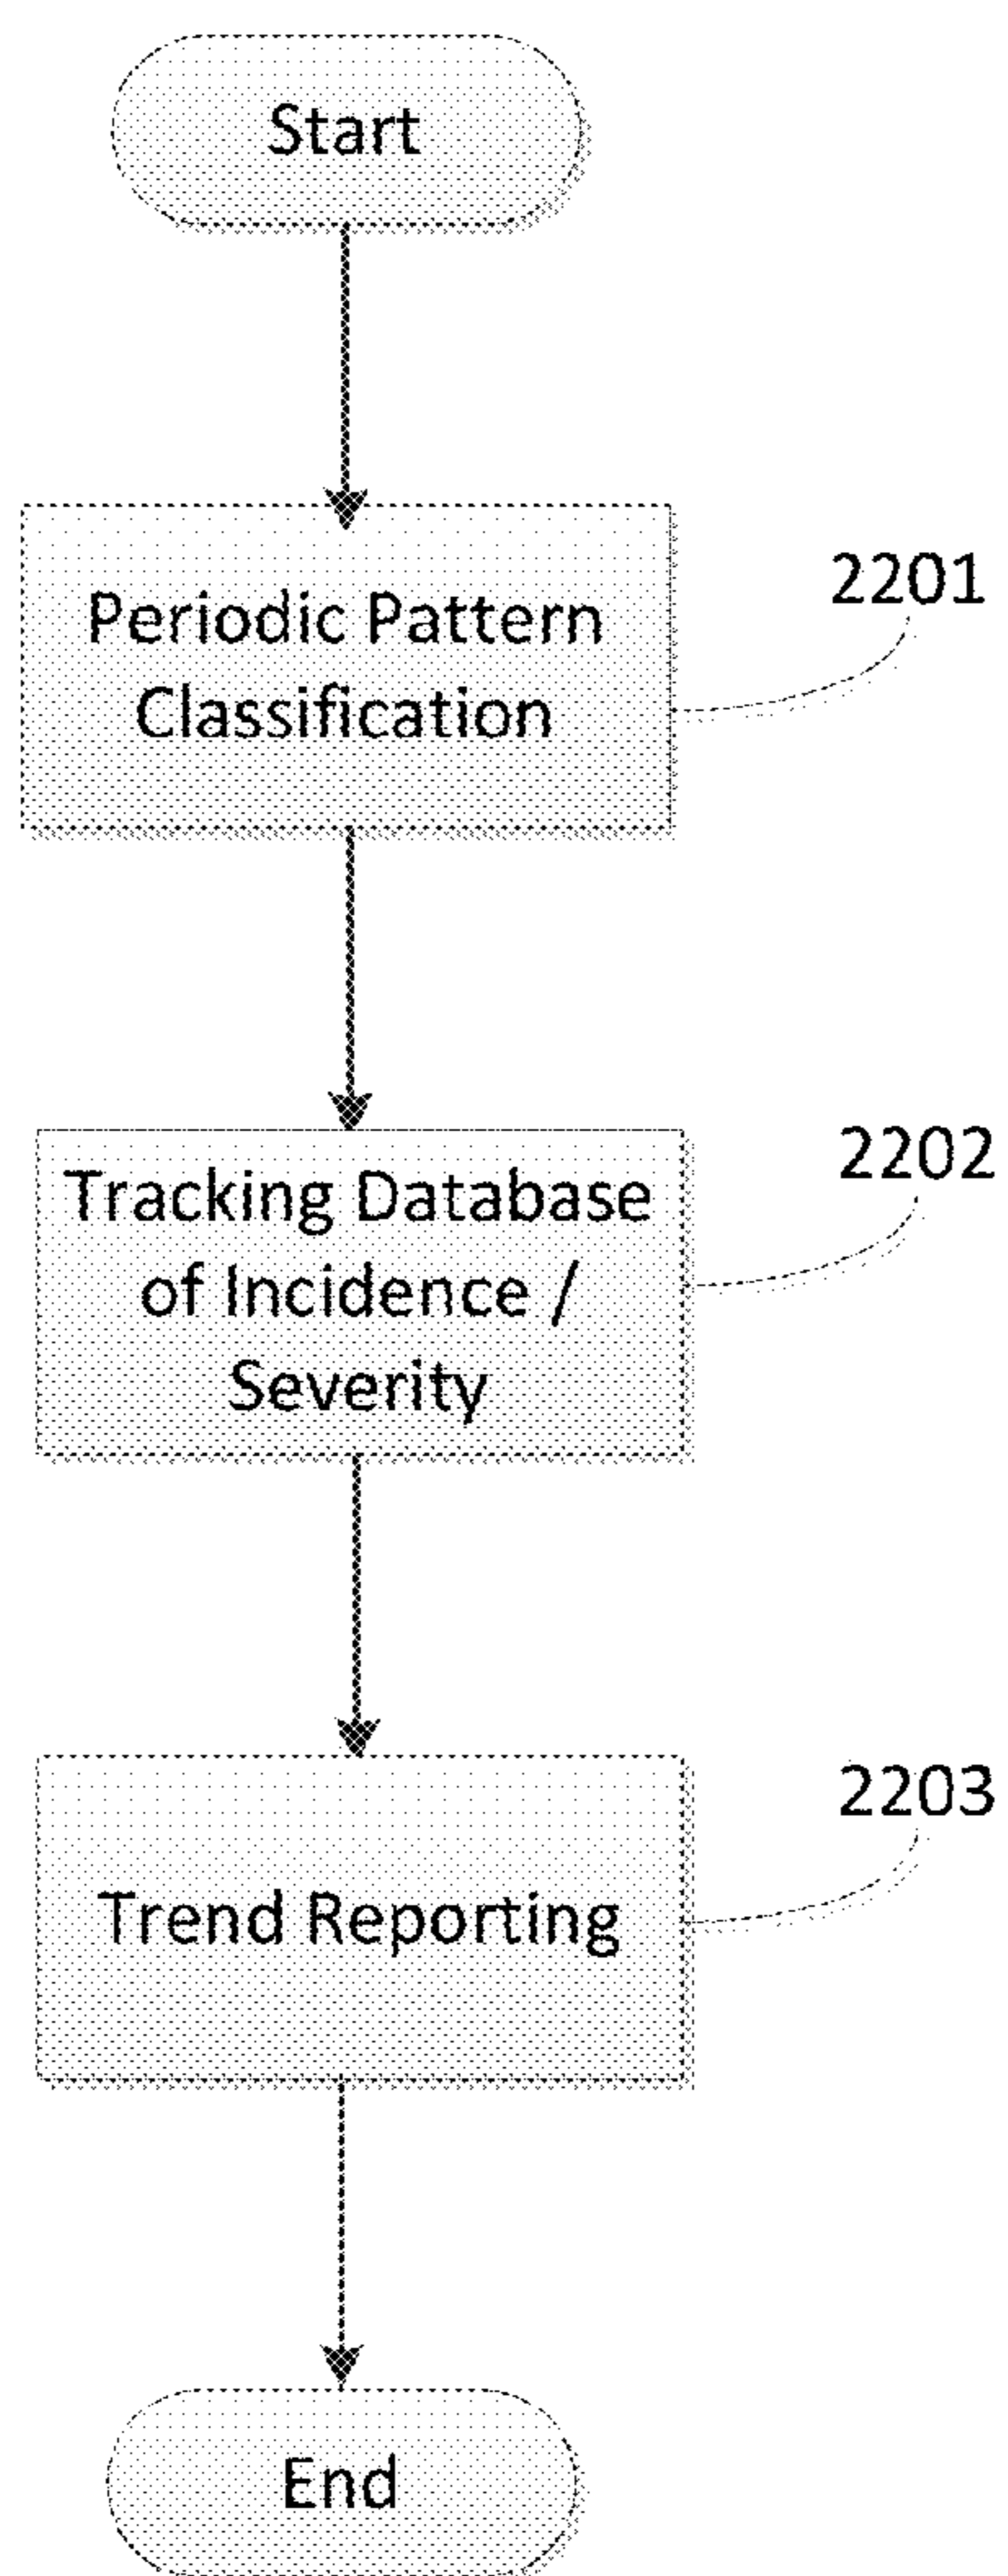 Start
Periodic Pattern
Classification
2201
Tracking Database
of Incidence /
Severity
2202
Trend Reporting
2203
End